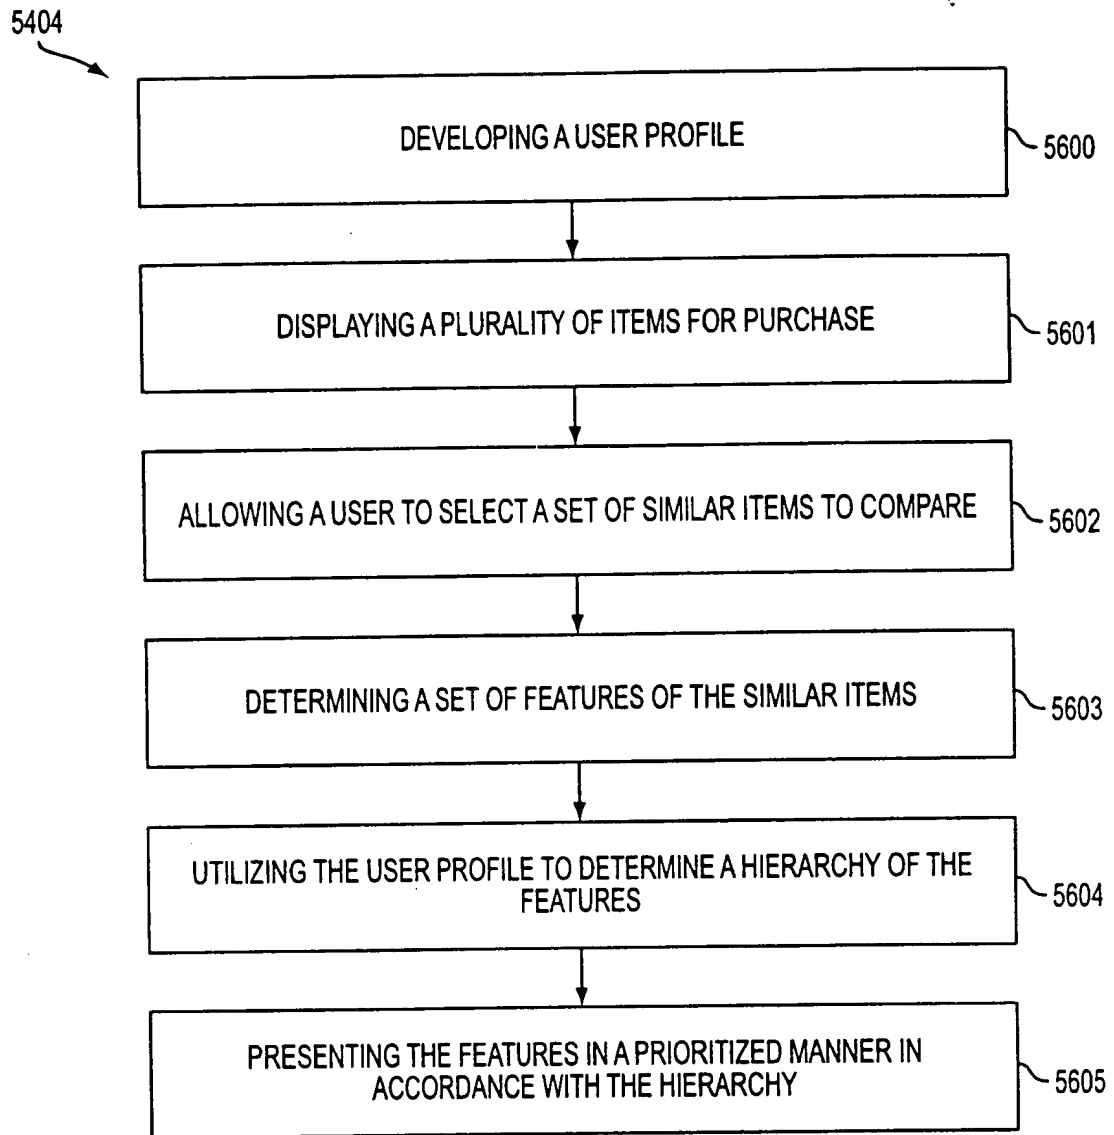 5404
DEVELOPING A USER PROFILE
5600
DISPLAYING A PLURALITY OF ITEMS FOR PURCHASE
5601
ALLOWING A USER TO SELECT A SET OF SIMILAR ITEMS TO COMPARE
5602
DETERMINING A SET OF FEATURES OF THE SIMILAR ITEMS
5603
UTILIZING THE USER PROFILE TO DETERMINE A HIERARCHY OF THE
FEATURES
5604
PRESENTING THE FEATURES IN A PRIORITIZED MANNER IN
ACCORDANCE WITH THE HIERARCHY
5605